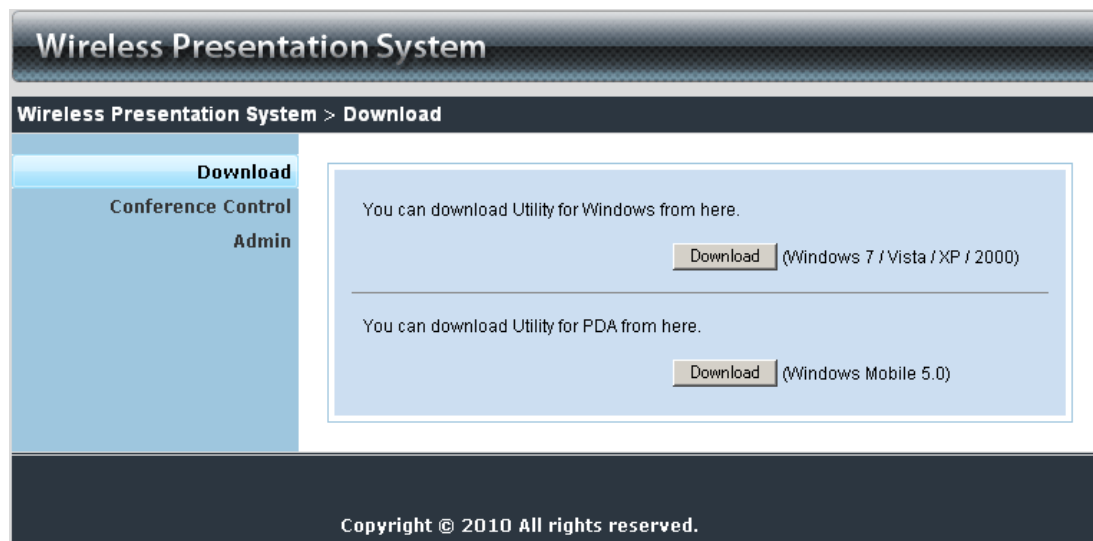 Wireless Presentation System
Wireless Presentation System > Download
Download
Conference Control
Admin
You can download Utility for Windows from here.
Download (Windows 7 / Vista / XP / 2000)
You can download Utility for PDA from here.
Download (Windows Mobile 5.0)
Copyright © 2010 All rights reserved.